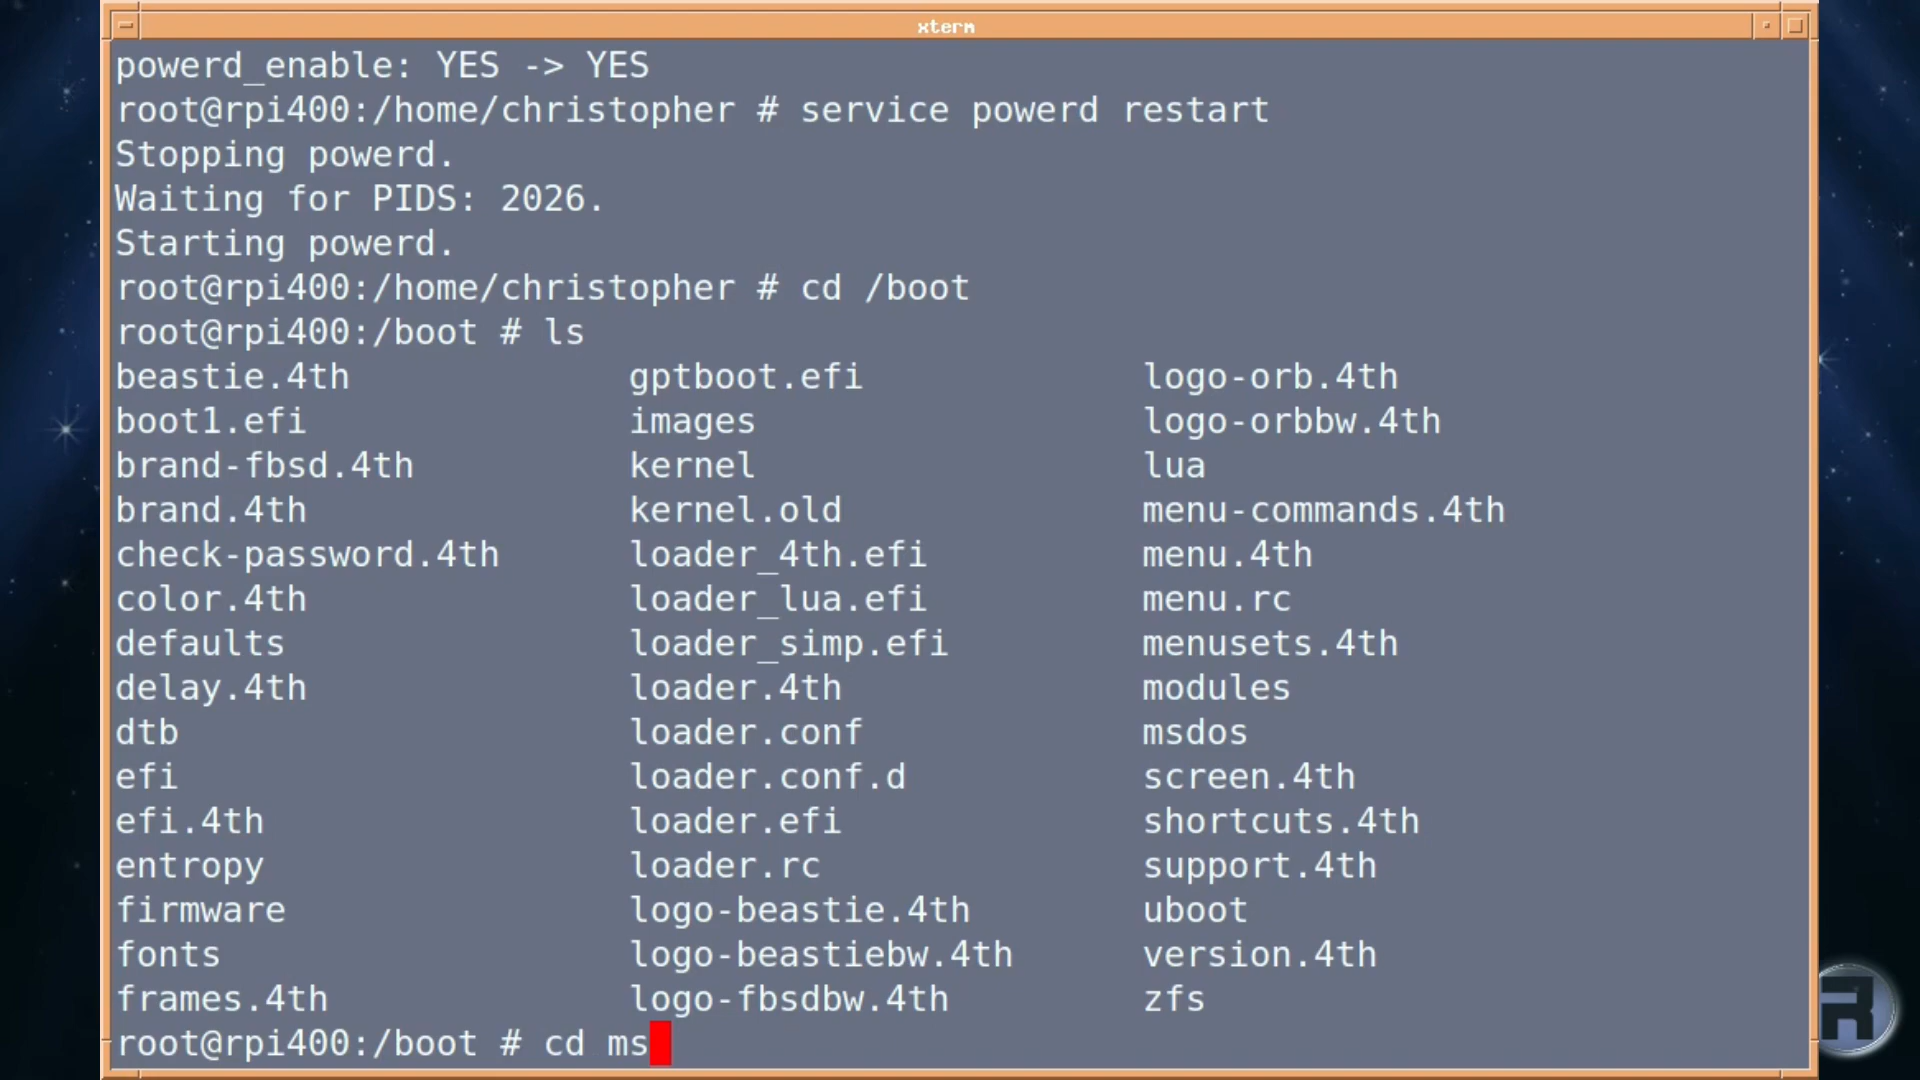 xterm
powerd_enable: YES -> YES
root@rpi400:/home/christopher # service powerd restart
Stopping powerd.
Waiting for PIDS: 2026.
Starting powerd.
root@rpi400:/home/christopher # cd /boot
root@rpi400:/boot # ls
beastie.4th gptboot.efi logo-orb.4th
boot1.efi images logo-orbbw.4th
brand-fbsd.4th kernel lua
brand.4th kernel.old menu-commands.4th
check-password.4th loader_4th.efi menu.4th
color.4th loader_lua.efi menu.rc
defaults loader_simp.efi menusets.4th
delay.4th loader.4th modules
dtb loader.conf msdos
efi loader.conf.d screen.4th
efi.4th loader.efi shortcuts.4th
entropy loader.rc support.4th
firmware logo-beastie.4th uboot
fonts logo-beastiebw.4th version.4th
frames.4th logo-fbsdbw.4th zfs
root@rpi400:/boot # cd ms
R